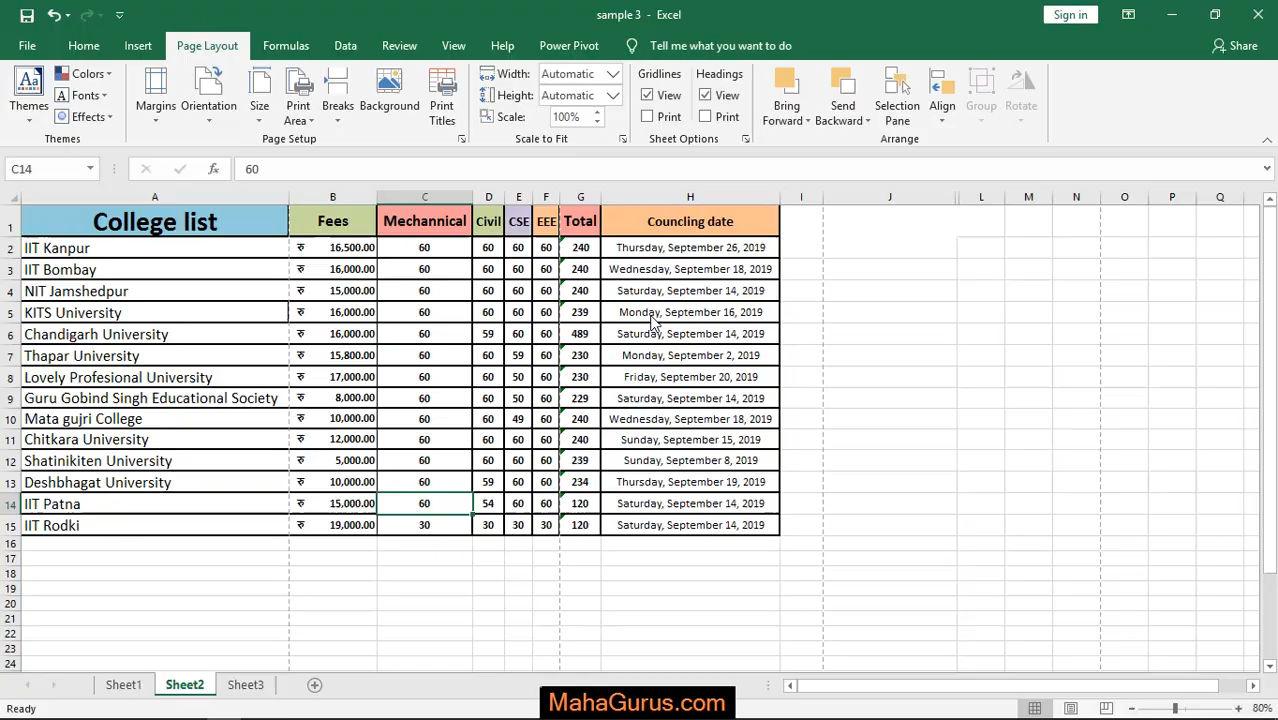 sample 3 - Excel
Sign in
File Home Insert Page Layout Formulas Data Review View Help Power Pivot Tell me what you want to do Share
Aa Colors Width: Automatic Gridlines Headings
Themes Fonts Margins Orientation Size Print Area Breaks Background Print Titles Height: Automatic View View Bring Forward Send Backward Selection Pane Align Group Rotate
Effects Scale: 100% Print Print
Themes Page Setup Scale to Fit Sheet Options Arrange
C14 fx 60
A B C D E F G H I J L M N O P Q
1 College list Fees Mechannical Civil CSE EEE Total Councling date
2 IIT Kanpur रु 16,500.00 60 60 60 60 240 Thursday, September 26, 2019
3 IIT Bombay रु 16,000.00 60 60 60 60 240 Wednesday, September 18, 2019
4 NIT Jamshedpur रु 15,000.00 60 60 60 60 240 Saturday, September 14, 2019
5 KITS University रु 16,000.00 60 60 60 60 239 Monday, September 16, 2019
6 Chandigarh University रु 16,000.00 60 59 60 60 489 Saturday, September 14, 2019
7 Thapar University रु 15,800.00 60 60 59 60 230 Monday, September 2, 2019
8 Lovely Profesional University रु 17,000.00 60 60 50 60 230 Friday, September 20, 2019
9 Guru Gobind Singh Educational Society रु 8,000.00 60 60 50 60 229 Saturday, September 14, 2019
10 Mata gujri College रु 10,000.00 60 60 49 60 240 Wednesday, September 18, 2019
11 Chitkara University रु 12,000.00 60 60 60 60 240 Sunday, September 15, 2019
12 Shatinikiten University रु 5,000.00 60 60 60 60 239 Sunday, September 8, 2019
13 Deshbhagat University रु 10,000.00 60 59 60 60 234 Thursday, September 19, 2019
14 IIT Patna रु 15,000.00 60 54 60 60 120 Saturday, September 14, 2019
15 IIT Rodki रु 19,000.00 30 30 30 30 120 Saturday, September 14, 2019
16
17
18
19
20
21
22
23
24
Sheet1 Sheet2 Sheet3
Ready MahaGurus.com 80%